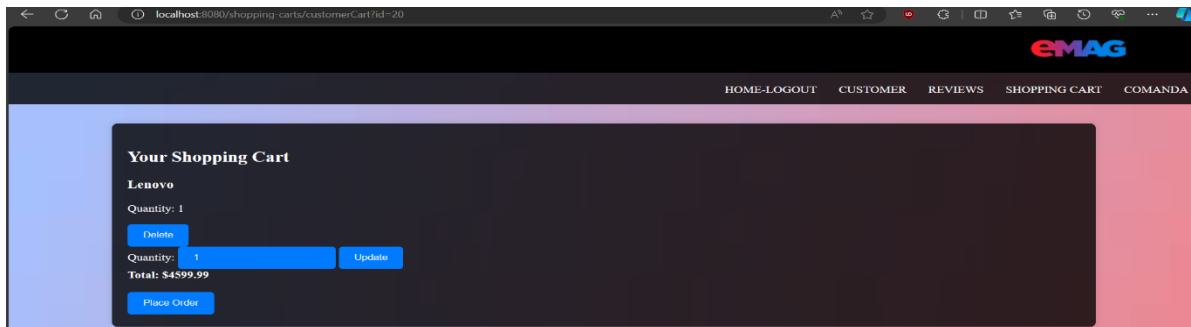 localhost:8080/shopping-carts/customerCart?id=20
eMAG
HOME-LOGOUT CUSTOMER REVIEWS SHOPPING CART COMANDA
Your Shopping Cart
Lenovo
Quantity: 1
Delete
Quantity: 1 Update
Total: $4599.99
Place Order